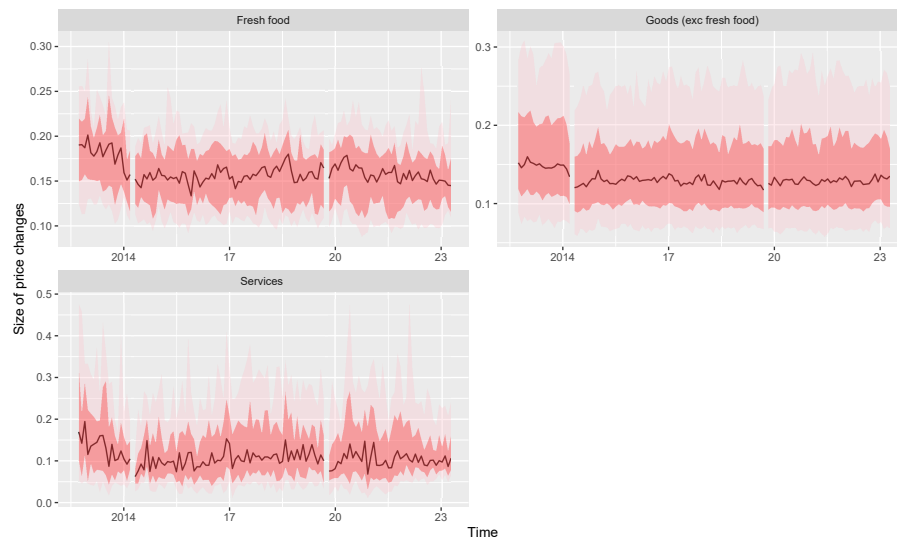 Fresh food
Goods (exc fresh food)
0.30
0.25
0.20
0.15
0.10
0.3
0.2
0.1
2014 17 20 23
2014 17 20 23
Services
Size of price changes
0.5
0.4
0.3
0.2
0.1
0.0
2014 17 20 23
Time